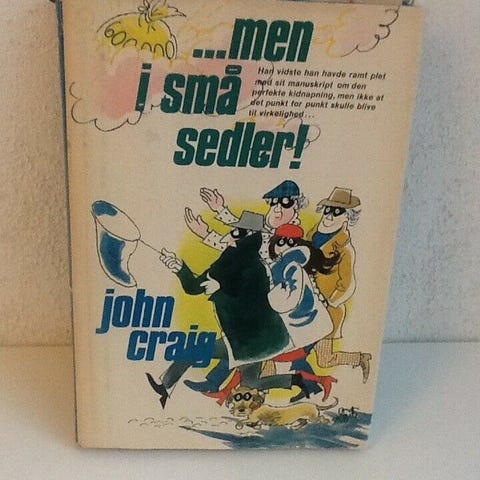 ...men
i små
sedler!
Han vidste han havde ramt plet
med sit manuskript om den
perfekte kidnapning, men ikke at
det punkt for punkt skulle blive
til virkelighed...
john
craig